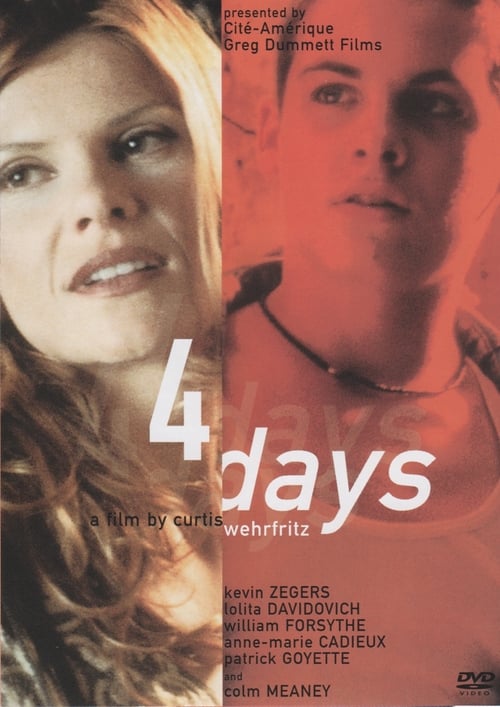 presented by
Cité-Amérique
Greg Dummett Films
4
days
a film by curtis
wehrfritz
kevin ZEGERS
lolita DAVIDOVICH
william FORSYTHE
anne-marie CADIEUX
patrick GOYETTE
and
colm MEANEY
DVD
VIDEO